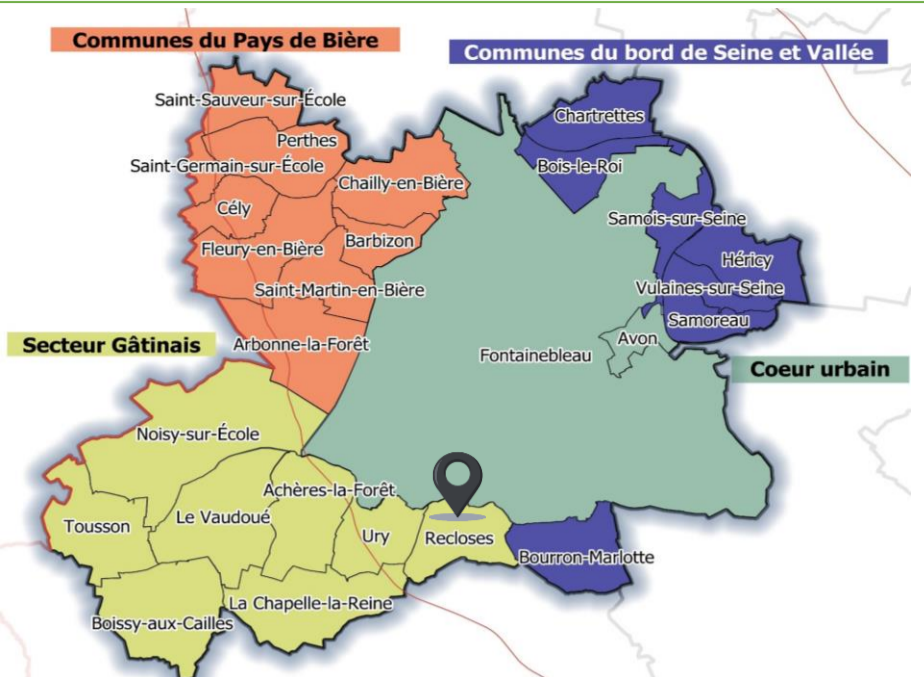 Communes du Pays de Bière
Communes du bord de Seine et Vallée
Saint-Sauveur-sur-École
Chartrettes
Perthes
Saint-Germain-sur-École
Bois-le-Roi
Chailly-en-Bière
Cély
Samois-sur-Seine
Fleury-en-Bière
Barbizon
Héricy
Saint-Martin-en-Bière
Vulaines-sur-Seine
Samoreau
Secteur Gâtinais
Arbonne-la-Forêt
Avon
Fontainebleau
Coeur urbain
Noisy-sur-École
Achères-la-Forêt
Tousson
Le Vaudoué
Ury
Recloses
Bourron-Marlotte
La Chapelle-la-Reine
Boissy-aux-Cailles